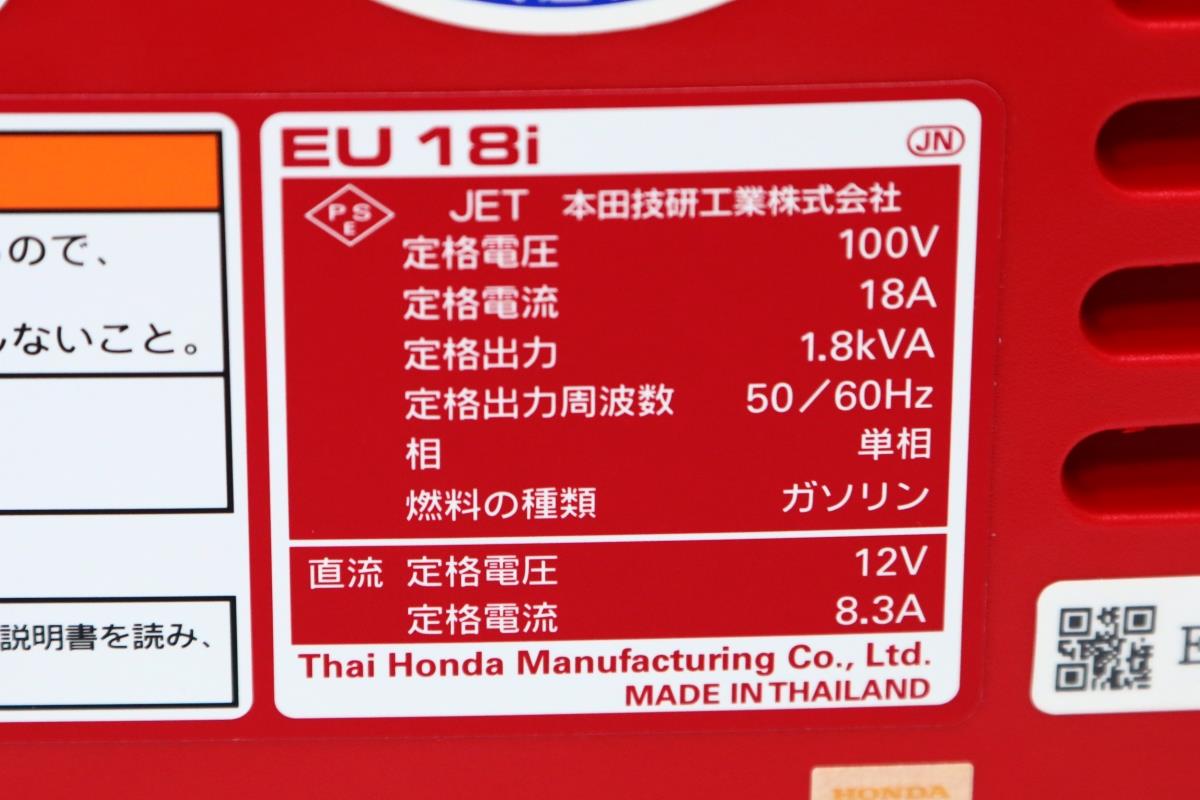 EU 18i JN
PSE JET 本田技研工業株式会社
定格電圧 100V
定格電流 18A
定格出力 1.8kVA
定格出力周波数 50／60Hz
相 単相
燃料の種類 ガソリン
直流 定格電圧 12V
定格電流 8.3A
Thai Honda Manufacturing Co., Ltd.
MADE IN THAILAND
ので、
ないこと。
説明書を読み、
HONDA